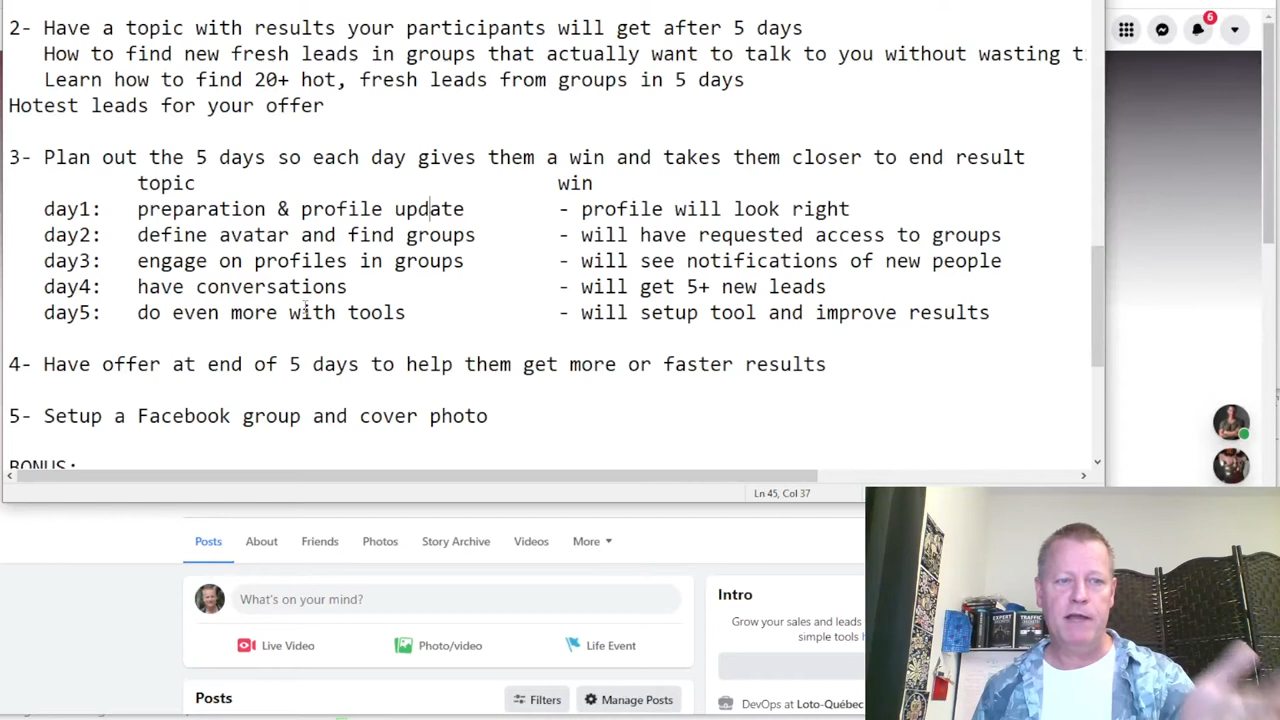 2- Have a topic with results your participants will get after 5 days
How to find new fresh leads in groups that actually want to talk to you without wasting
Learn how to find 20+ hot, fresh leads from groups in 5 days
Hotest leads for your offer
3- Plan out the 5 days so each day gives them a win and takes them closer to end result
topic win
day1: preparation & profile update - profile will look right
day2: define avatar and find groups - will have requested access to groups
day3: engage on profiles in groups - will see notifications of new people
day4: have conversations - will get 5+ new leads
day5: do even more with tools - will setup tool and improve results
4- Have offer at end of 5 days to help them get more or faster results
5- Setup a Facebook group and cover photo
BONUS:
Ln 45, Col 37
6
Posts About Friends Photos Story Archive Videos More
What's on your mind?
Live Video Photo/video Life Event
Posts Filters Manage Posts
Intro
Grow your sales and leads
simple tools
DevOps at Loto-Québec
EXPERT
TRAFFIC